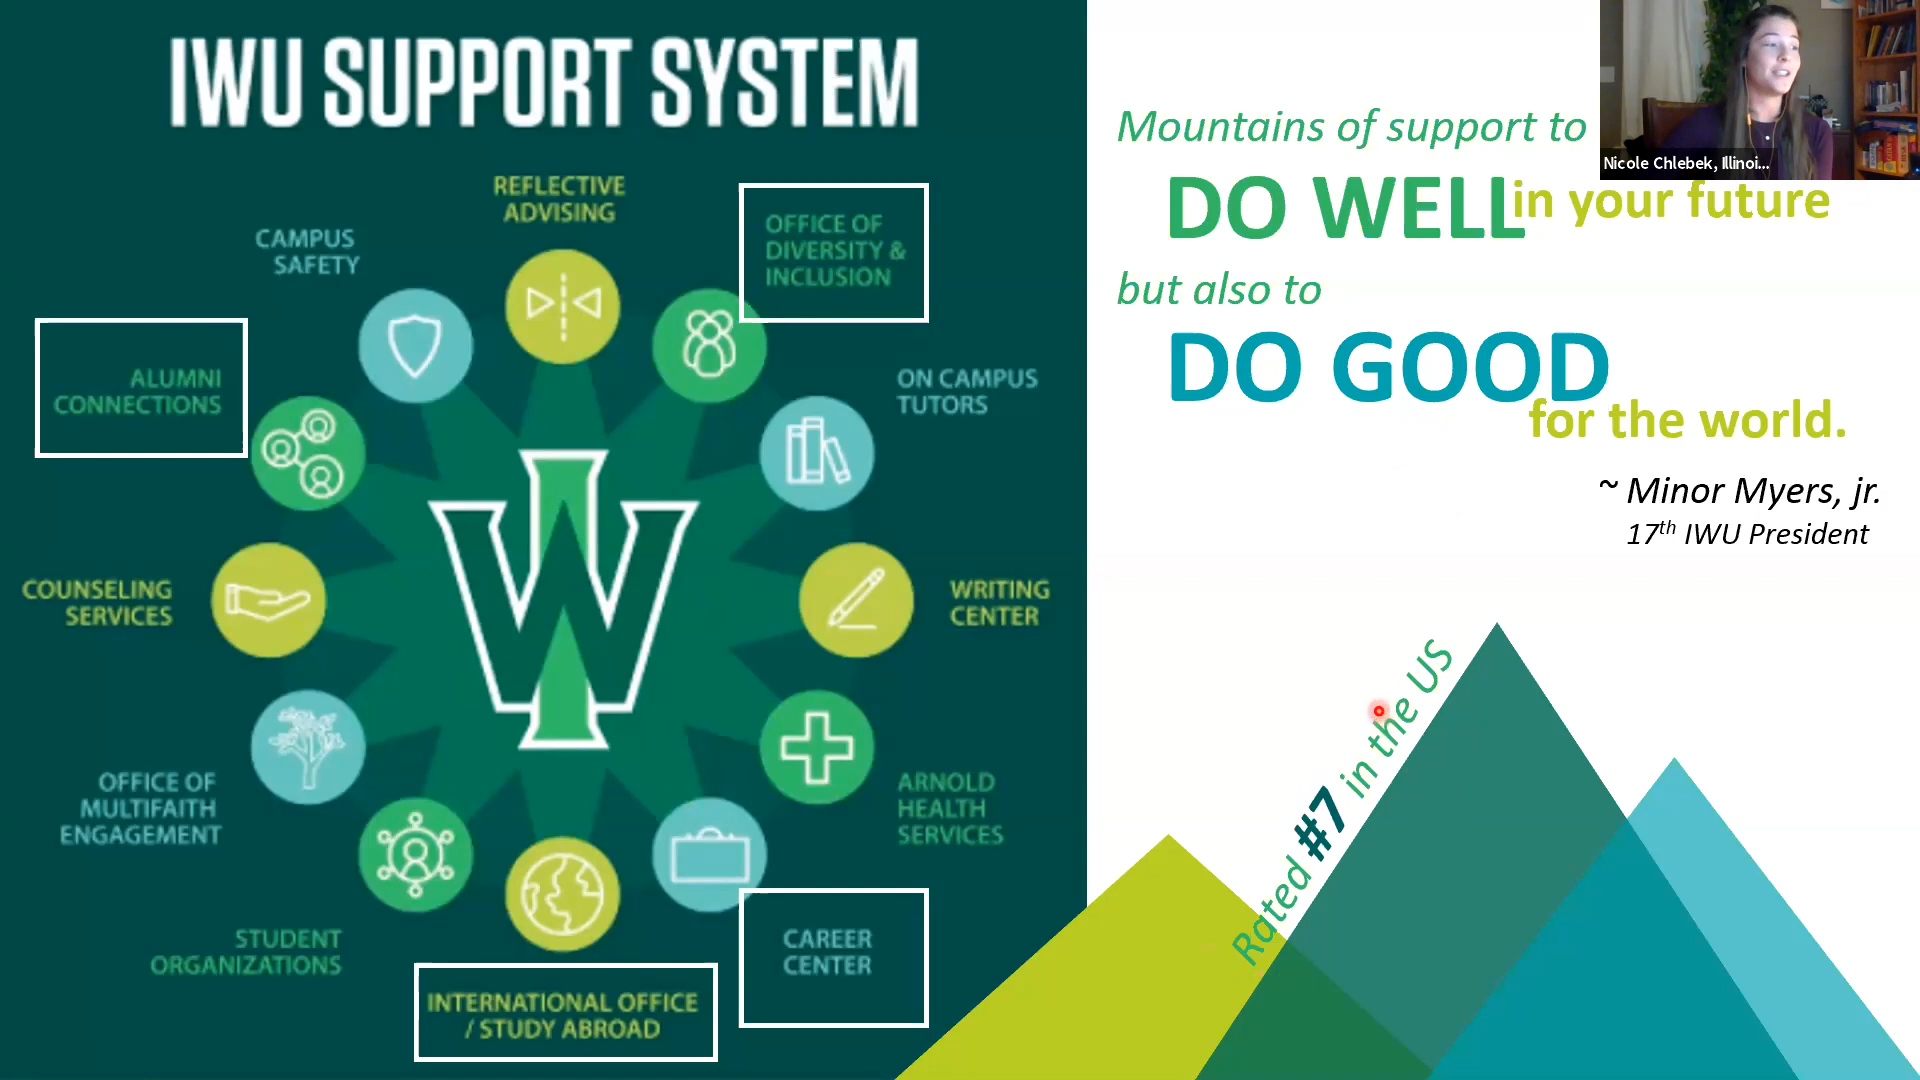 IWU SUPPORT SYSTEM
REFLECTIVE
ADVISING
OFFICE OF
DIVERSITY &
INCLUSION
ON CAMPUS
TUTORS
WRITING
CENTER
ARNOLD
HEALTH
SERVICES
CAREER
CENTER
INTERNATIONAL OFFICE
/ STUDY ABROAD
STUDENT
ORGANIZATIONS
OFFICE OF
MULTIFAITH
ENGAGEMENT
COUNSELING
SERVICES
ALUMNI
CONNECTIONS
CAMPUS
SAFETY
IW
Mountains of support to
DO WELL in your future
but also to
DO GOOD
for the world.
~ Minor Myers, jr.
17th IWU President
Rated #7 in the US
Nicole Chlebek, Illinoi...